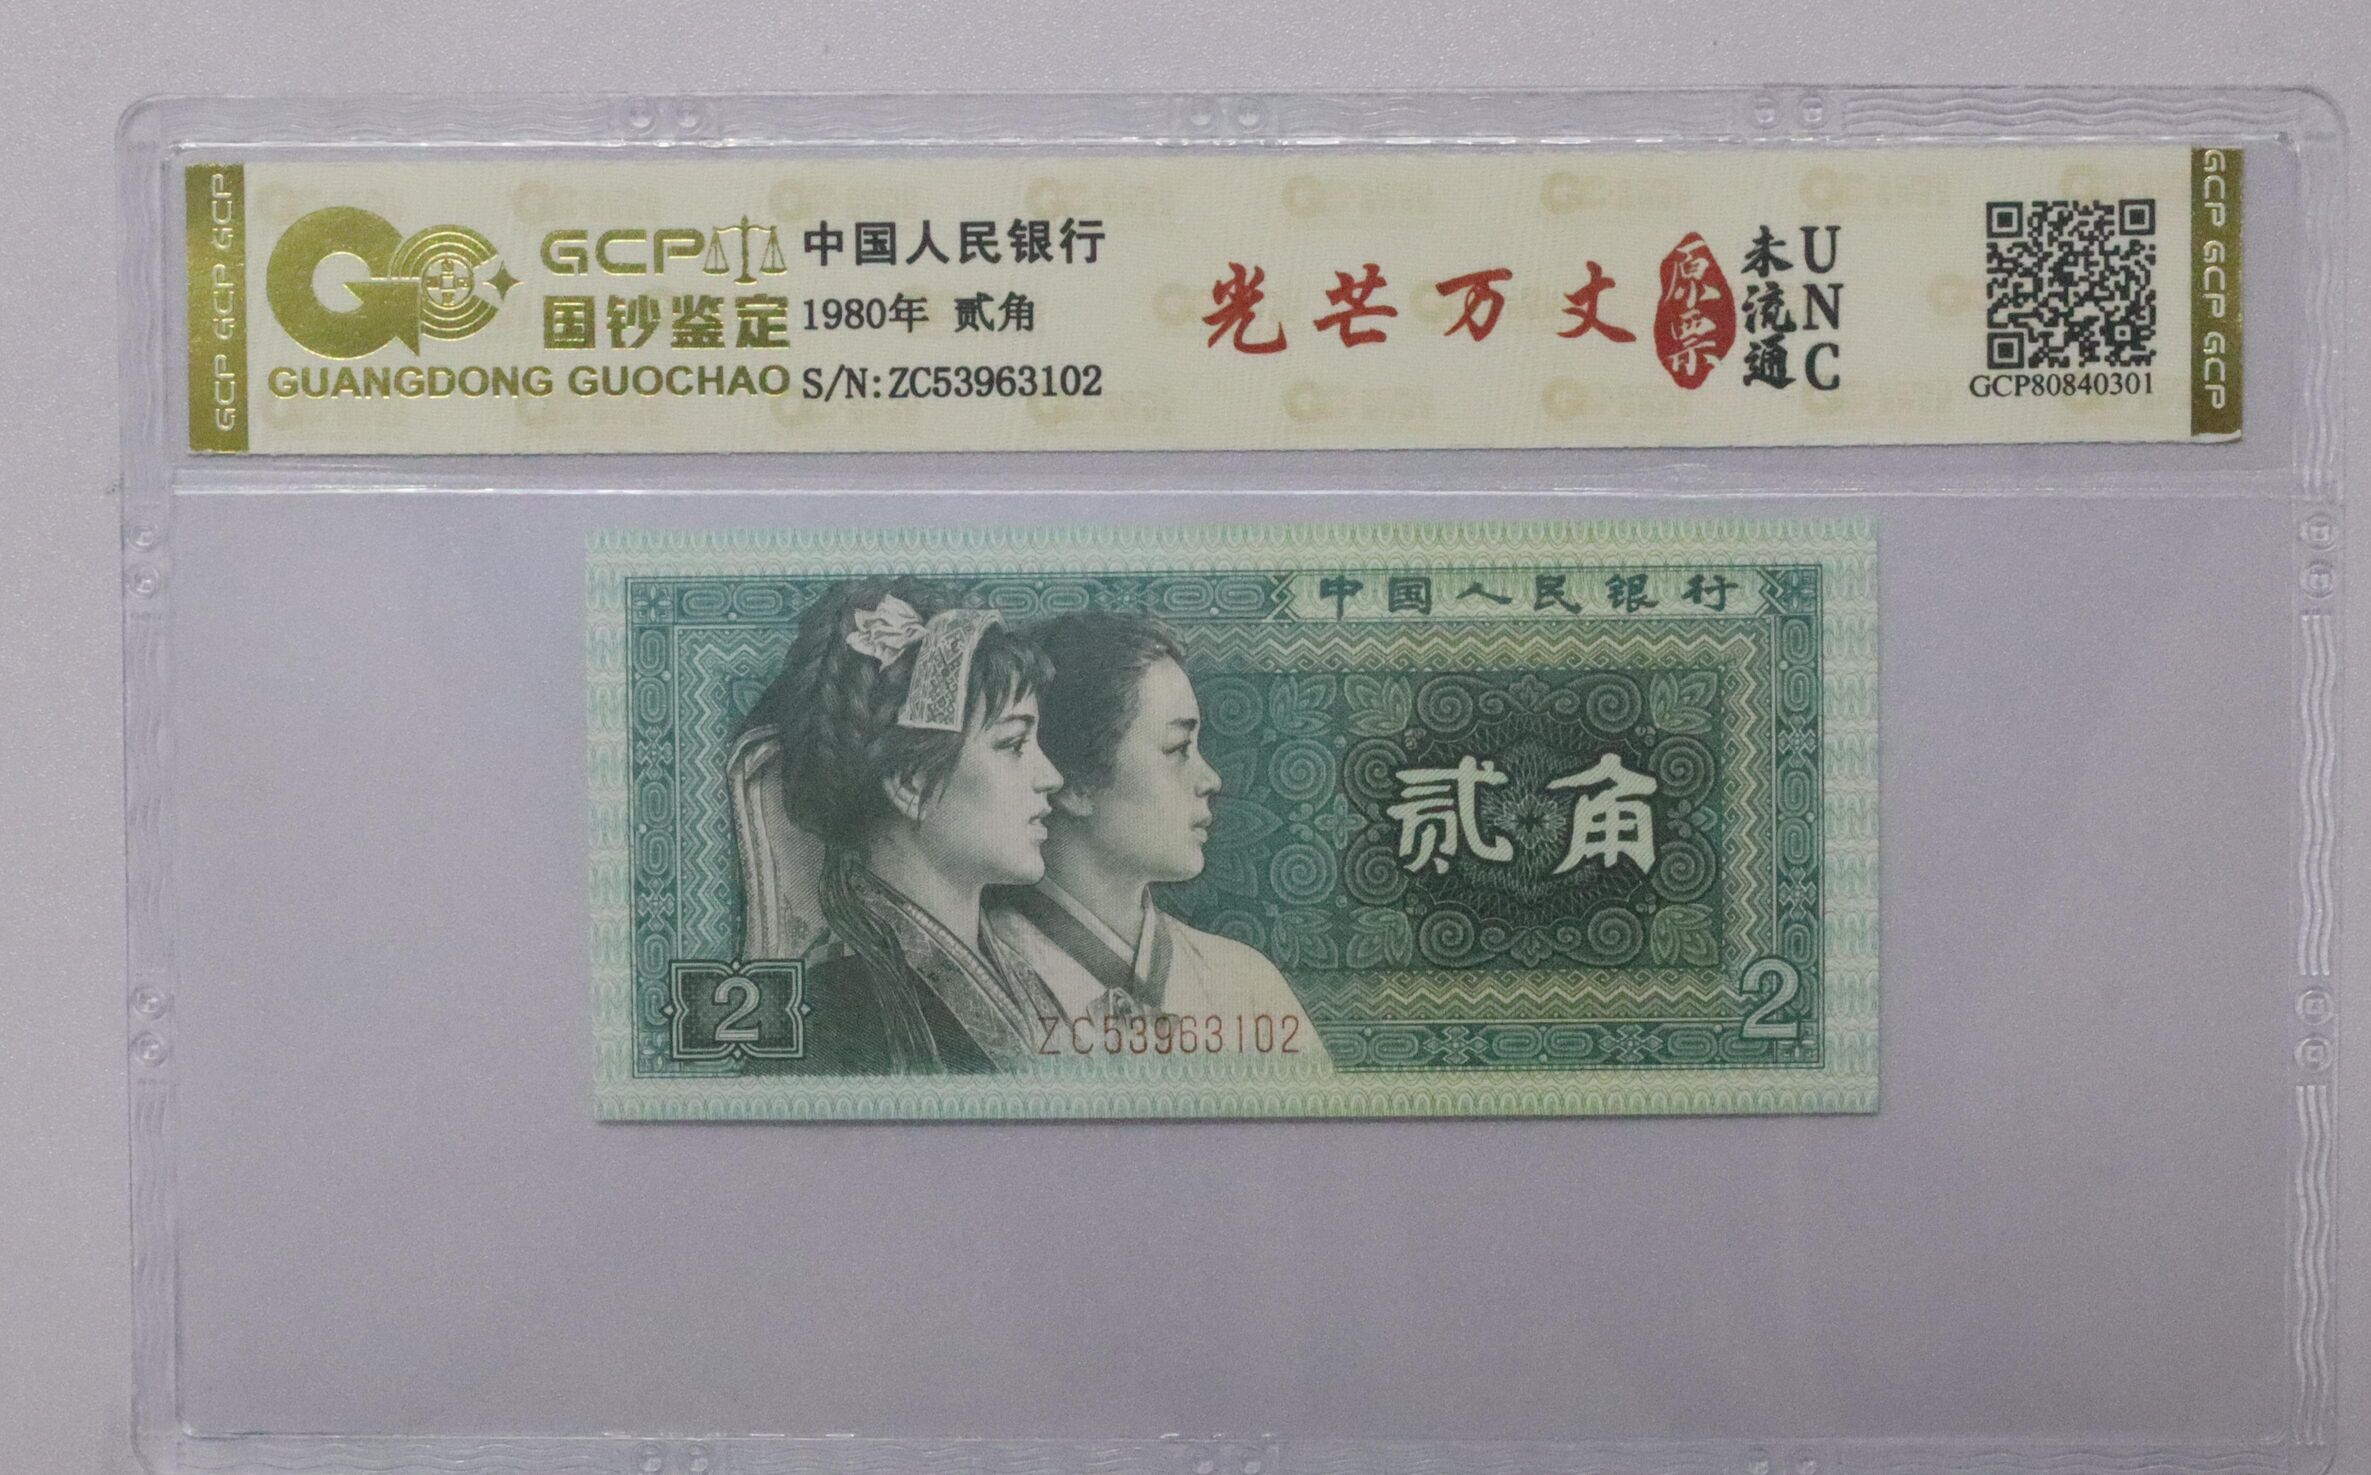 GCP GCP GCP
GCP
国钞鉴定
GUANGDONG GUOCHAO
中国人民银行
1980年 贰角
S/N:ZC53963102
光芒万丈
原票
未流通
UNC
GCP80840301
GCP GCP GCP
中国人民银行
贰角
2
2
ZC53963102